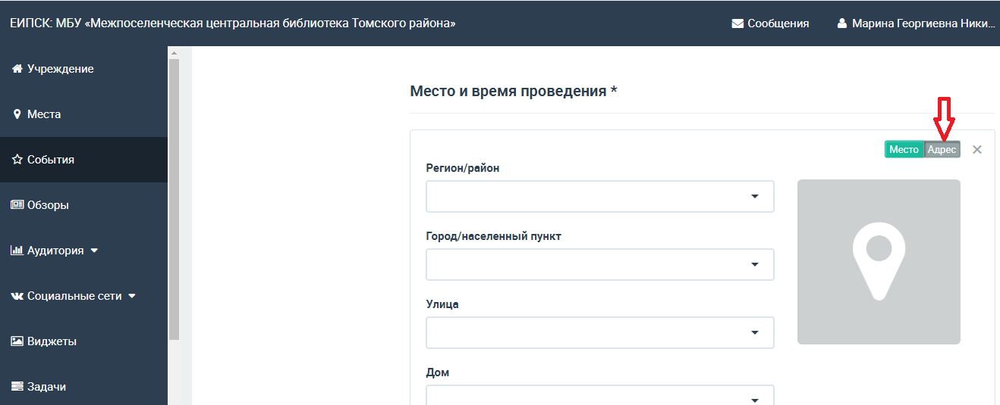 ЕИПСК: МБУ «Межпоселенческая центральная библиотека Томского района»
Сообщения
Марина Георгиевна Ники...
Учреждение
Места
События
Обзоры
Аудитория
Социальные сети
Виджеты
Задачи
Место и время проведения *
Место Адрес
Регион/район
Город/населенный пункт
Улица
Дом